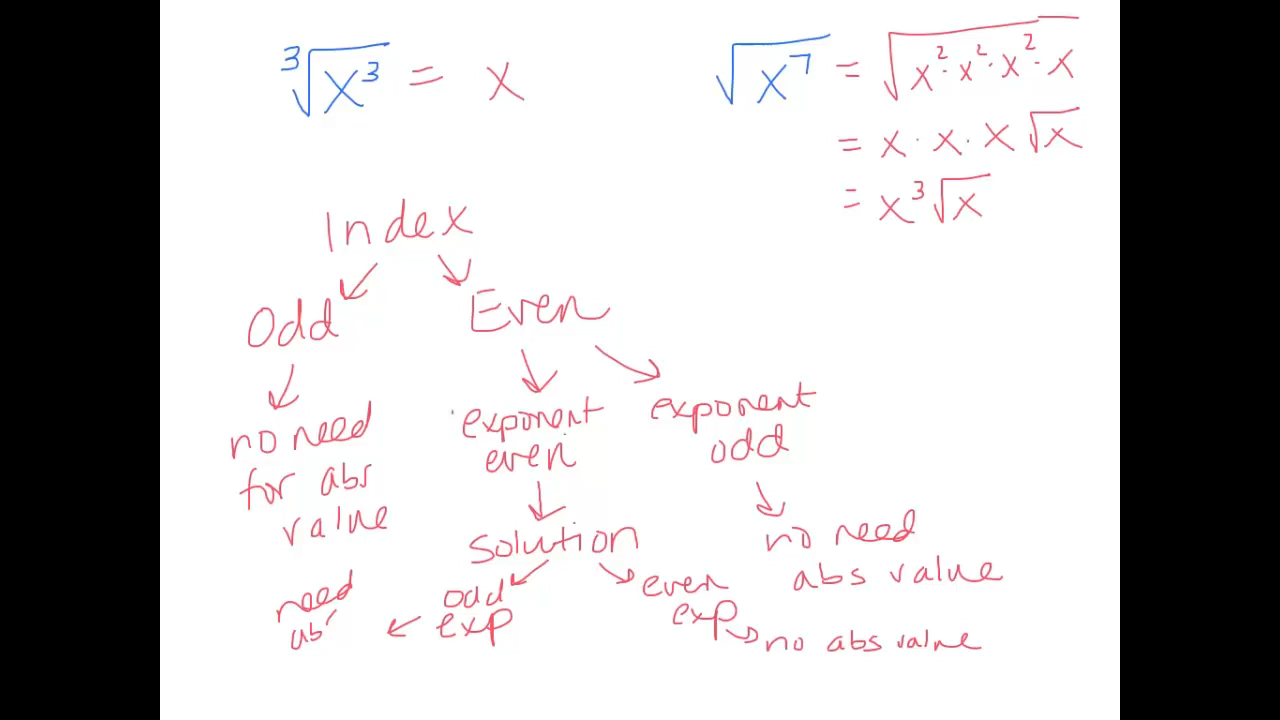 ∛x³ = x
√x⁷ = √x²·x²·x²·x
= x·x·x√x
= x³√x
Index
Odd
Even
no need
for abs
value
exponent
even
exponent
odd
no need
abs value
Solution
odd
exp
even
exp
need
ab
no abs value